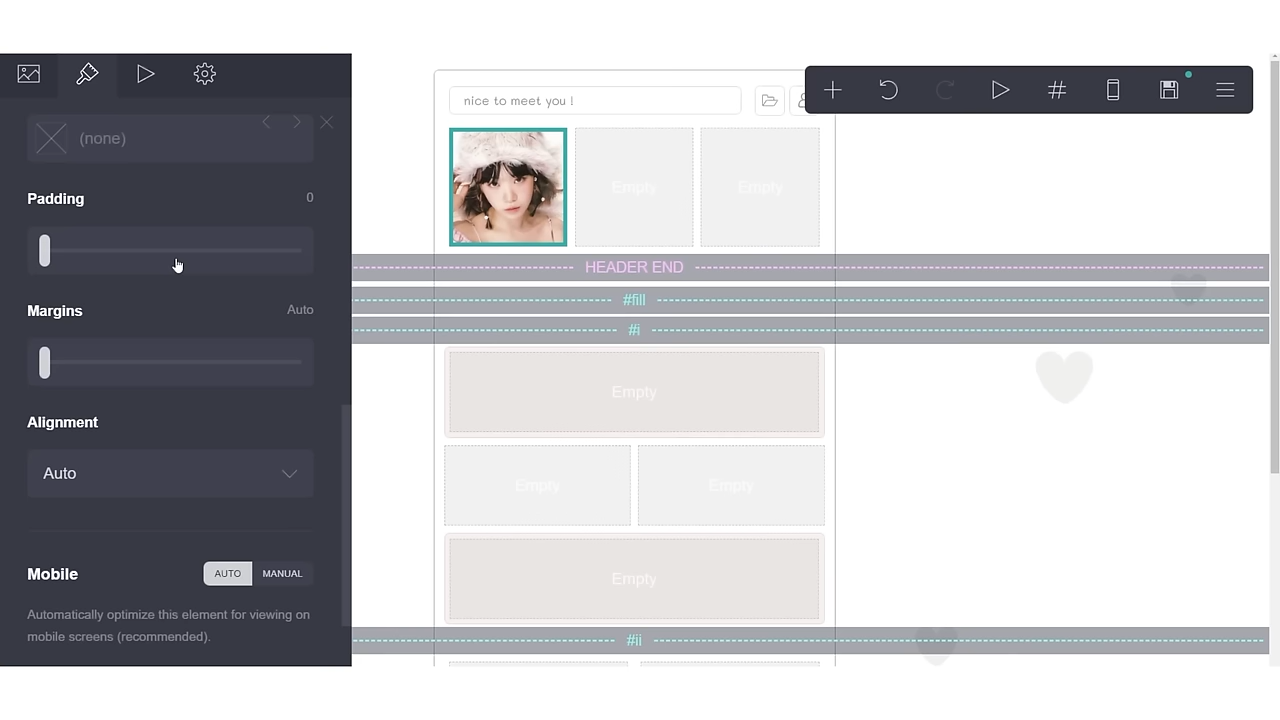 (none)
Padding
0
Margins
Auto
Alignment
Auto
Mobile
AUTO
MANUAL
Automatically optimize this element for viewing on
mobile screens (recommended).
nice to meet you !
Empty
Empty
HEADER END
#fill
#i
Empty
Empty
Empty
Empty
#ii